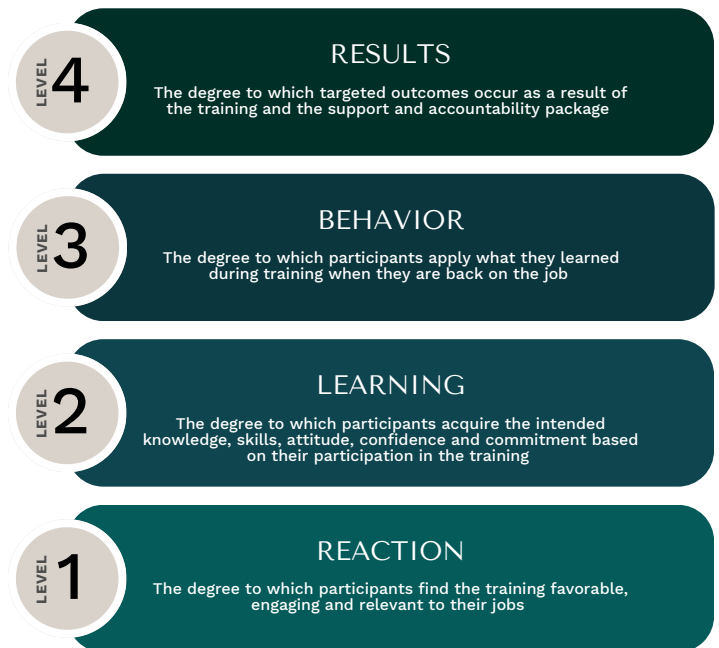 LEVEL 4
RESULTS
The degree to which targeted outcomes occur as a result of
the training and the support and accountability package
LEVEL 3
BEHAVIOR
The degree to which participants apply what they learned
during training when they are back on the job
LEVEL 2
LEARNING
The degree to which participants acquire the intended
knowledge, skills, attitude, confidence and commitment based
on their participation in the training
LEVEL 1
REACTION
The degree to which participants find the training favorable,
engaging and relevant to their jobs